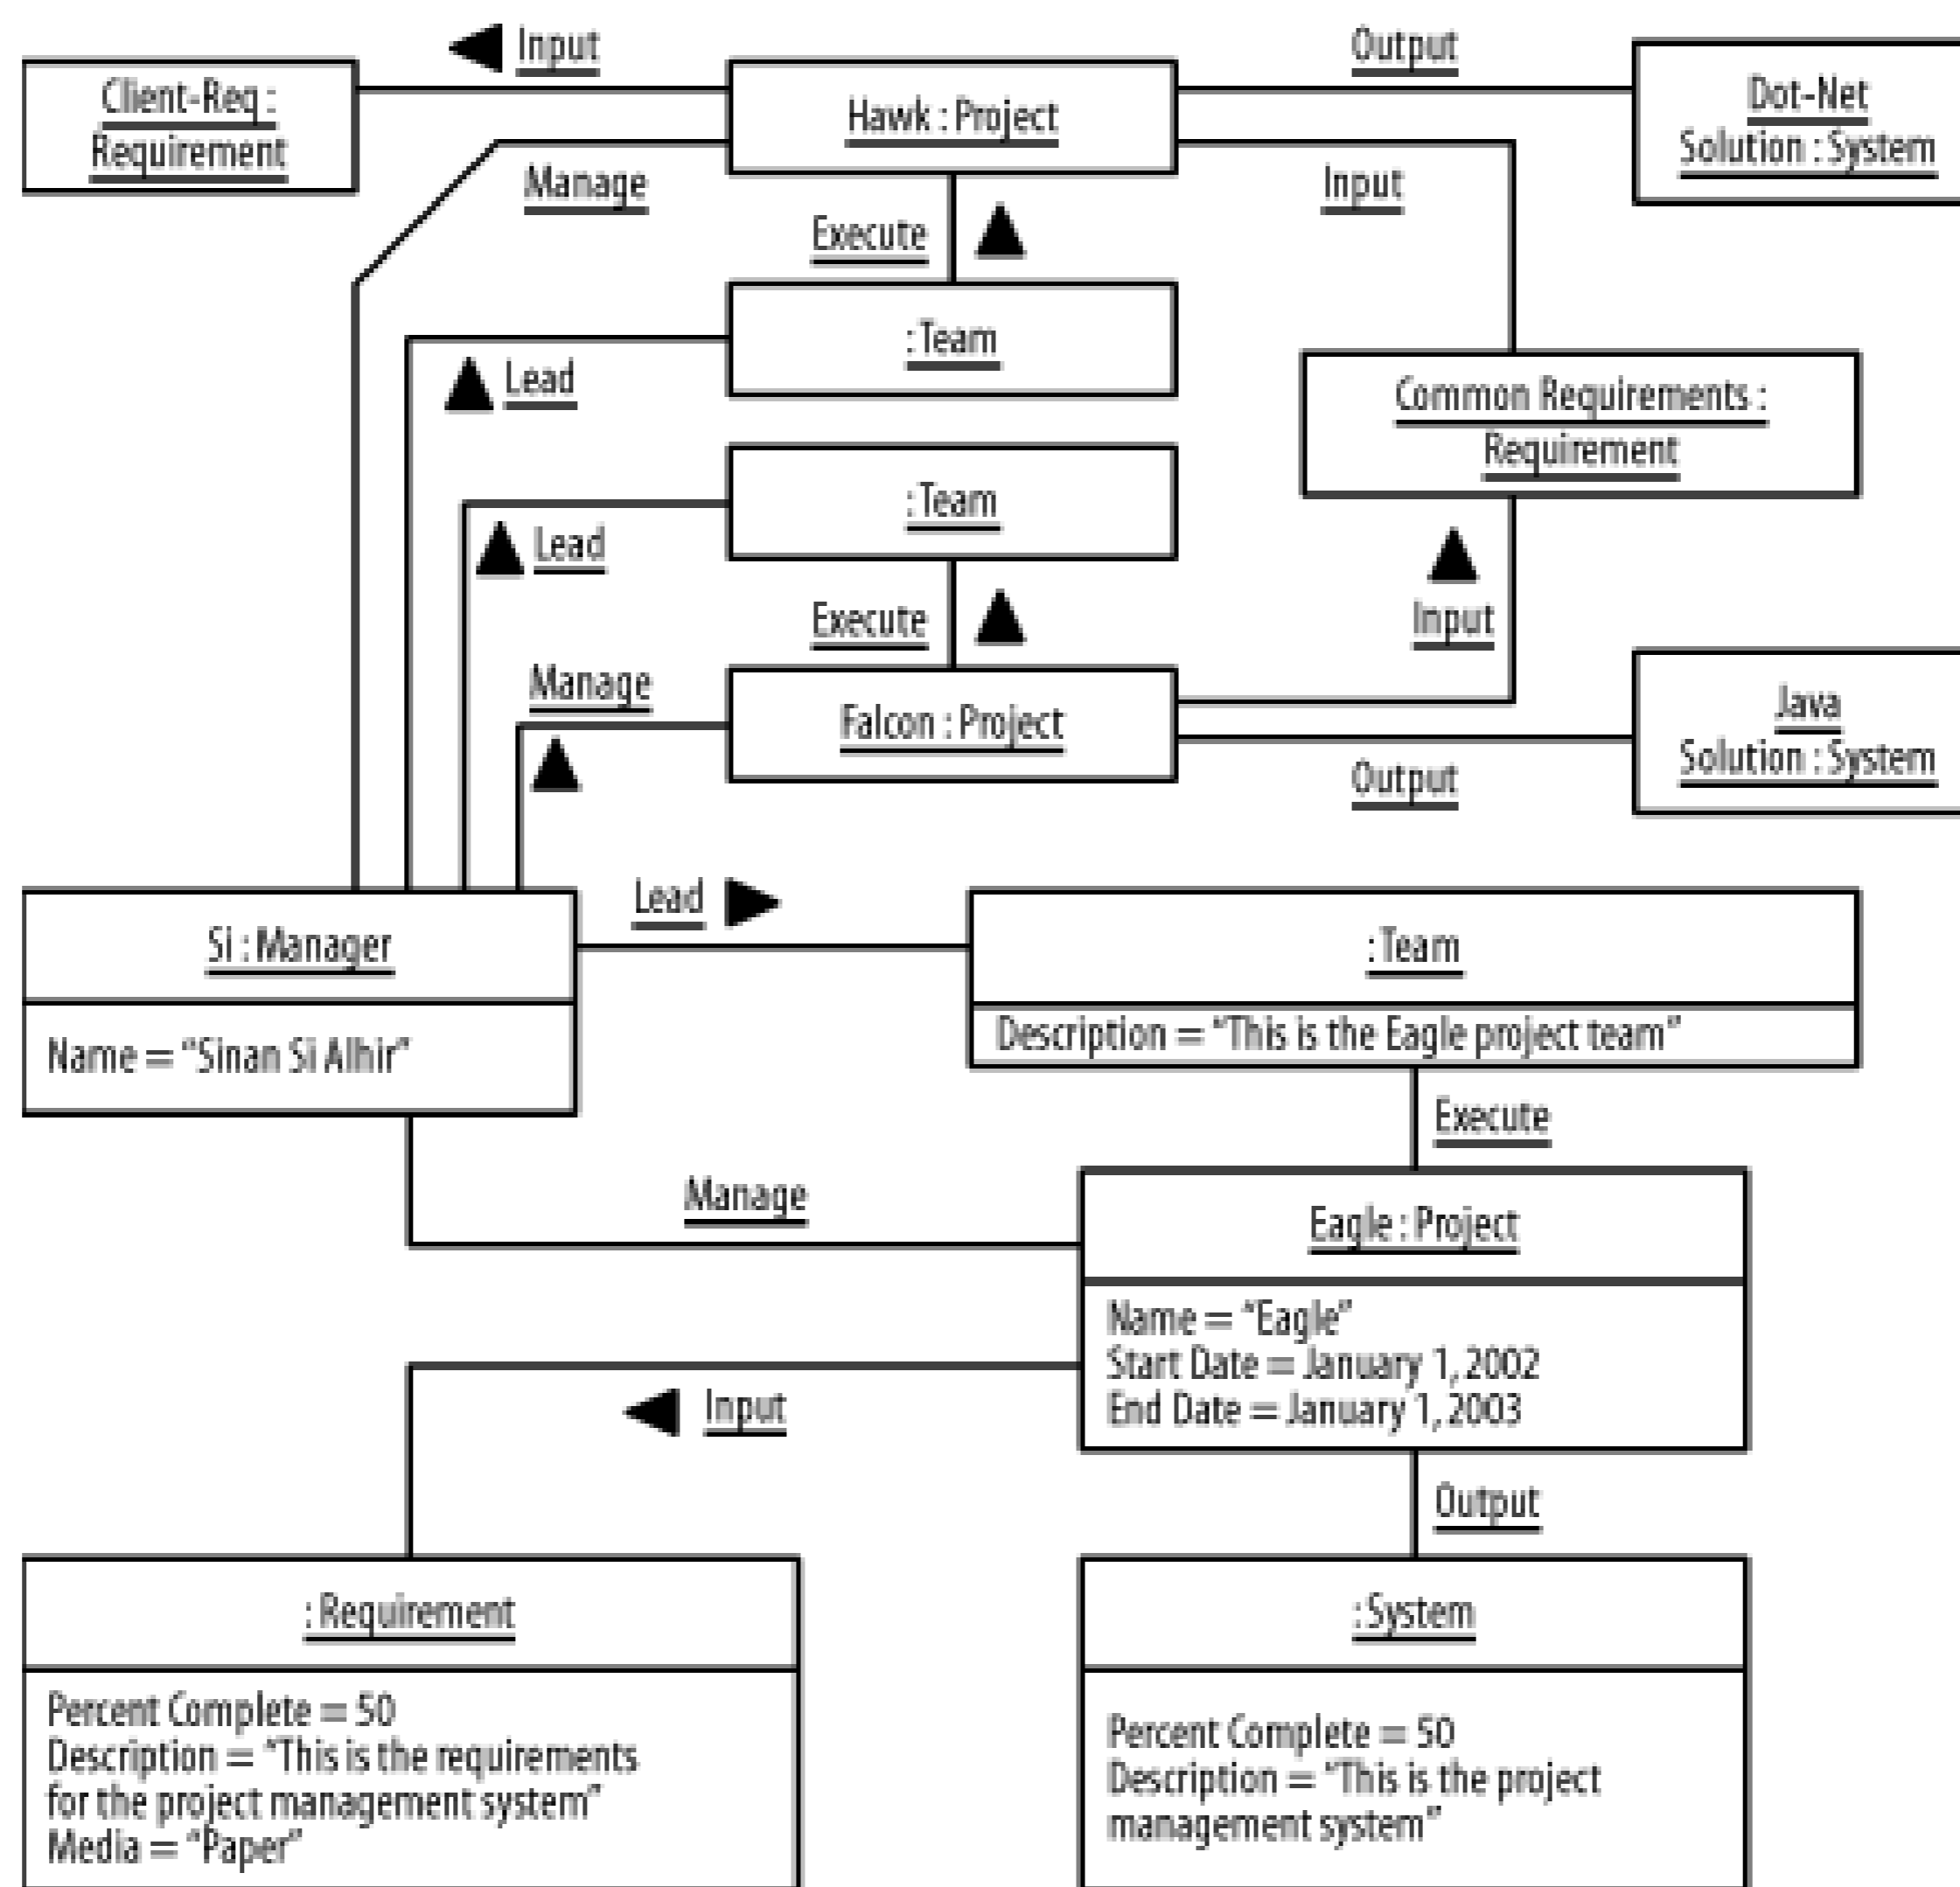 Input
Output
Client-Req :
Requirement
Hawk : Project
Dot-Net
Solution : System
Manage
Input
Execute
: Team
Lead
Common Requirements :
Requirement
: Team
Lead
Execute
Input
Manage
Falcon : Project
Java
Solution : System
Output
Lead
Si : Manager
Name = “Sinan Si Alhir”
: Team
Description = “This is the Eagle project team”
Execute
Manage
Eagle : Project
Name = “Eagle”
Start Date = January 1, 2002
End Date = January 1, 2003
Input
Output
: Requirement
Percent Complete = 50
Description = “This is the requirements
for the project management system”
Media = “Paper”
: System
Percent Complete = 50
Description = “This is the project
management system”